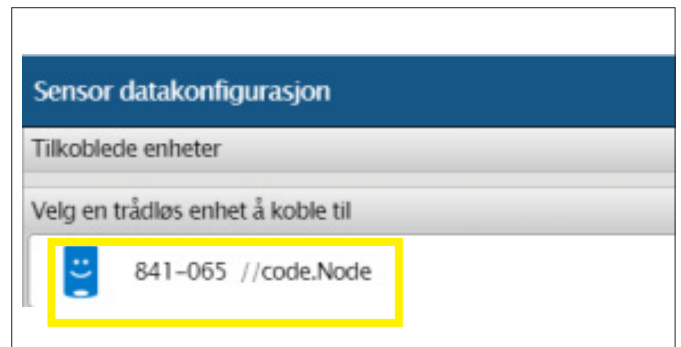 Sensor datakonfigurasjon
Tilkoblede enheter
Velg en trådløs enhet å koble til
841-065 //code.Node